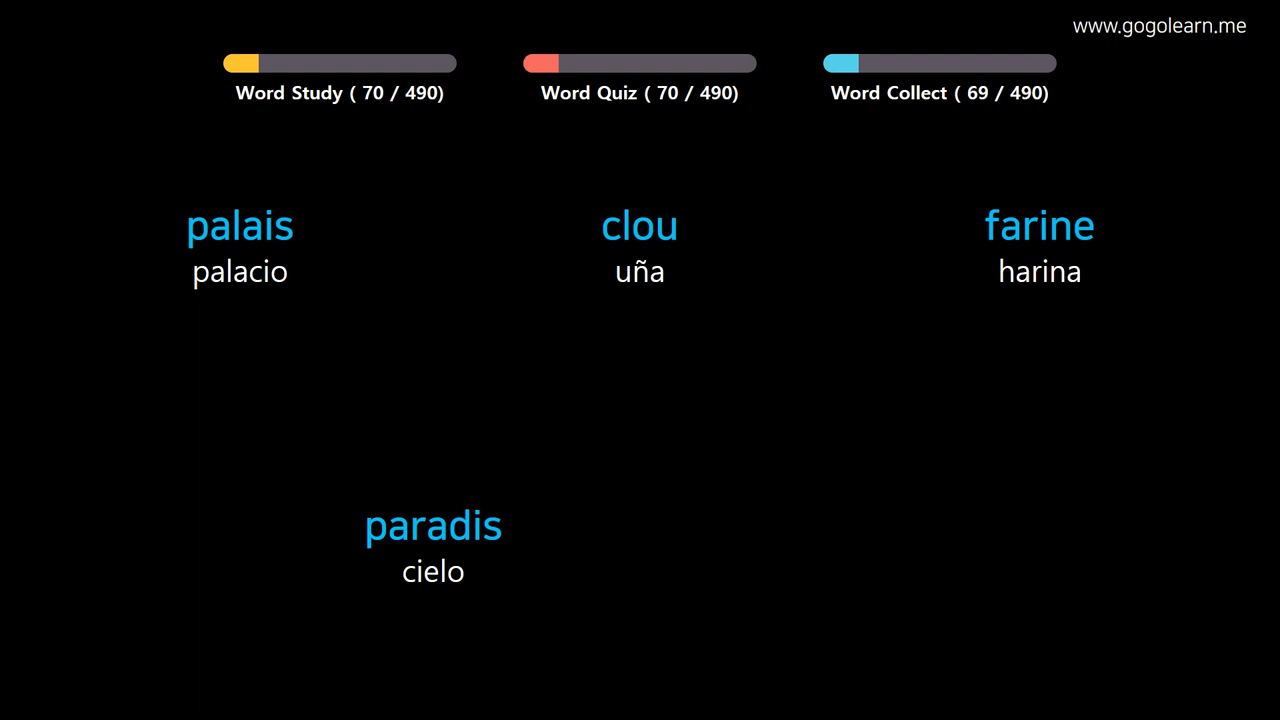 www.gogolearn.me
Word Study ( 70 / 490)
Word Quiz ( 70 / 490)
Word Collect ( 69 / 490)
palais
palacio
clou
uña
farine
harina
paradis
cielo